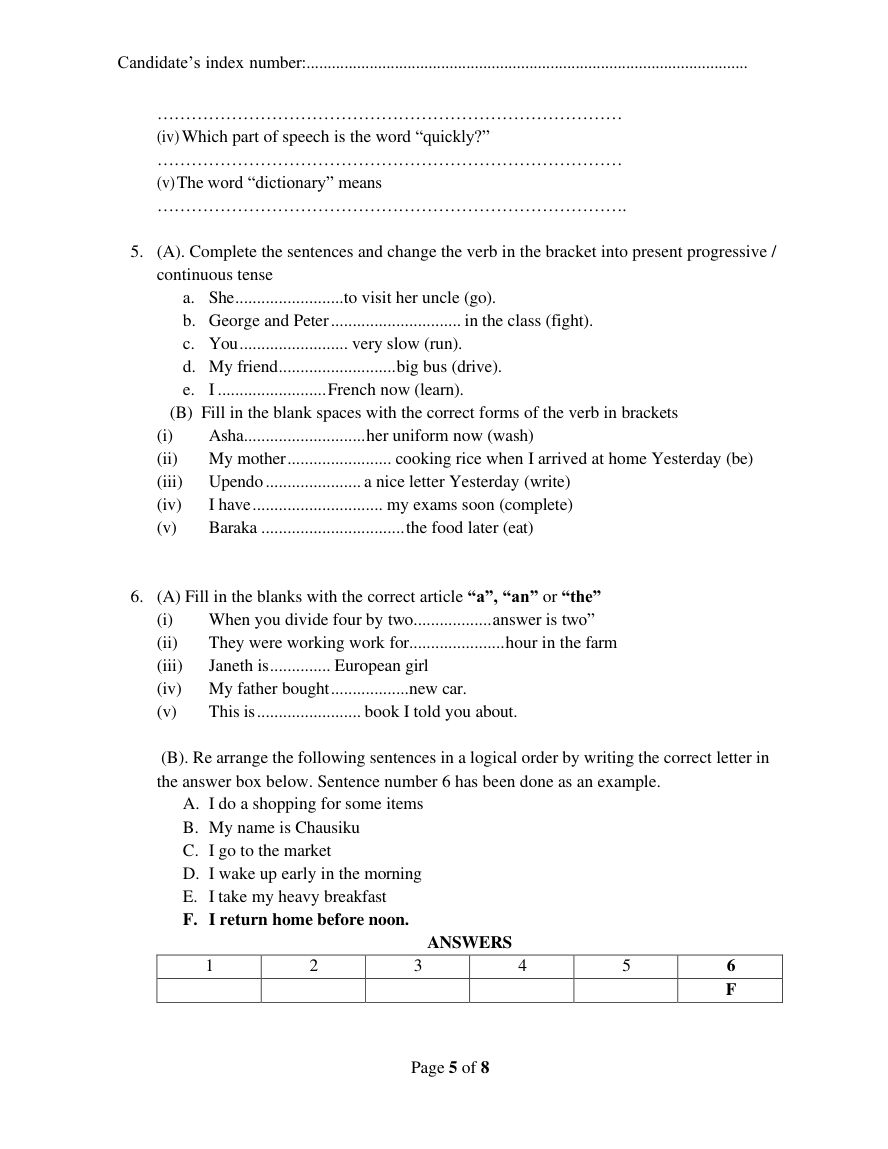 Candidate's index number:.........................................................................................................
………………………………………………………………………
(iv) Which part of speech is the word “quickly?”
………………………………………………………………………
(v) The word “dictionary” means
……………………………………………………………………….
5. (A). Complete the sentences and change the verb in the bracket into present progressive /
continuous tense
a. She.........................to visit her uncle (go).
b. George and Peter .............................. in the class (fight).
c. You......................... very slow (run).
d. My friend...........................big bus (drive).
e. I .........................French now (learn).
(B) Fill in the blank spaces with the correct forms of the verb in brackets
(i) Asha............................her uniform now (wash)
(ii) My mother........................ cooking rice when I arrived at home Yesterday (be)
(iii) Upendo ...................... a nice letter Yesterday (write)
(iv) I have.............................. my exams soon (complete)
(v) Baraka .................................the food later (eat)
6. (A) Fill in the blanks with the correct article “a”, “an” or “the”
(i) When you divide four by two..................answer is two”
(ii) They were working work for......................hour in the farm
(iii) Janeth is.............. European girl
(iv) My father bought..................new car.
(v) This is........................ book I told you about.
(B). Re arrange the following sentences in a logical order by writing the correct letter in
the answer box below. Sentence number 6 has been done as an example.
A. I do a shopping for some items
B. My name is Chausiku
C. I go to the market
D. I wake up early in the morning
E. I take my heavy breakfast
F. I return home before noon.
ANSWERS
1 2 3 4 5 6
F
Page 5 of 8